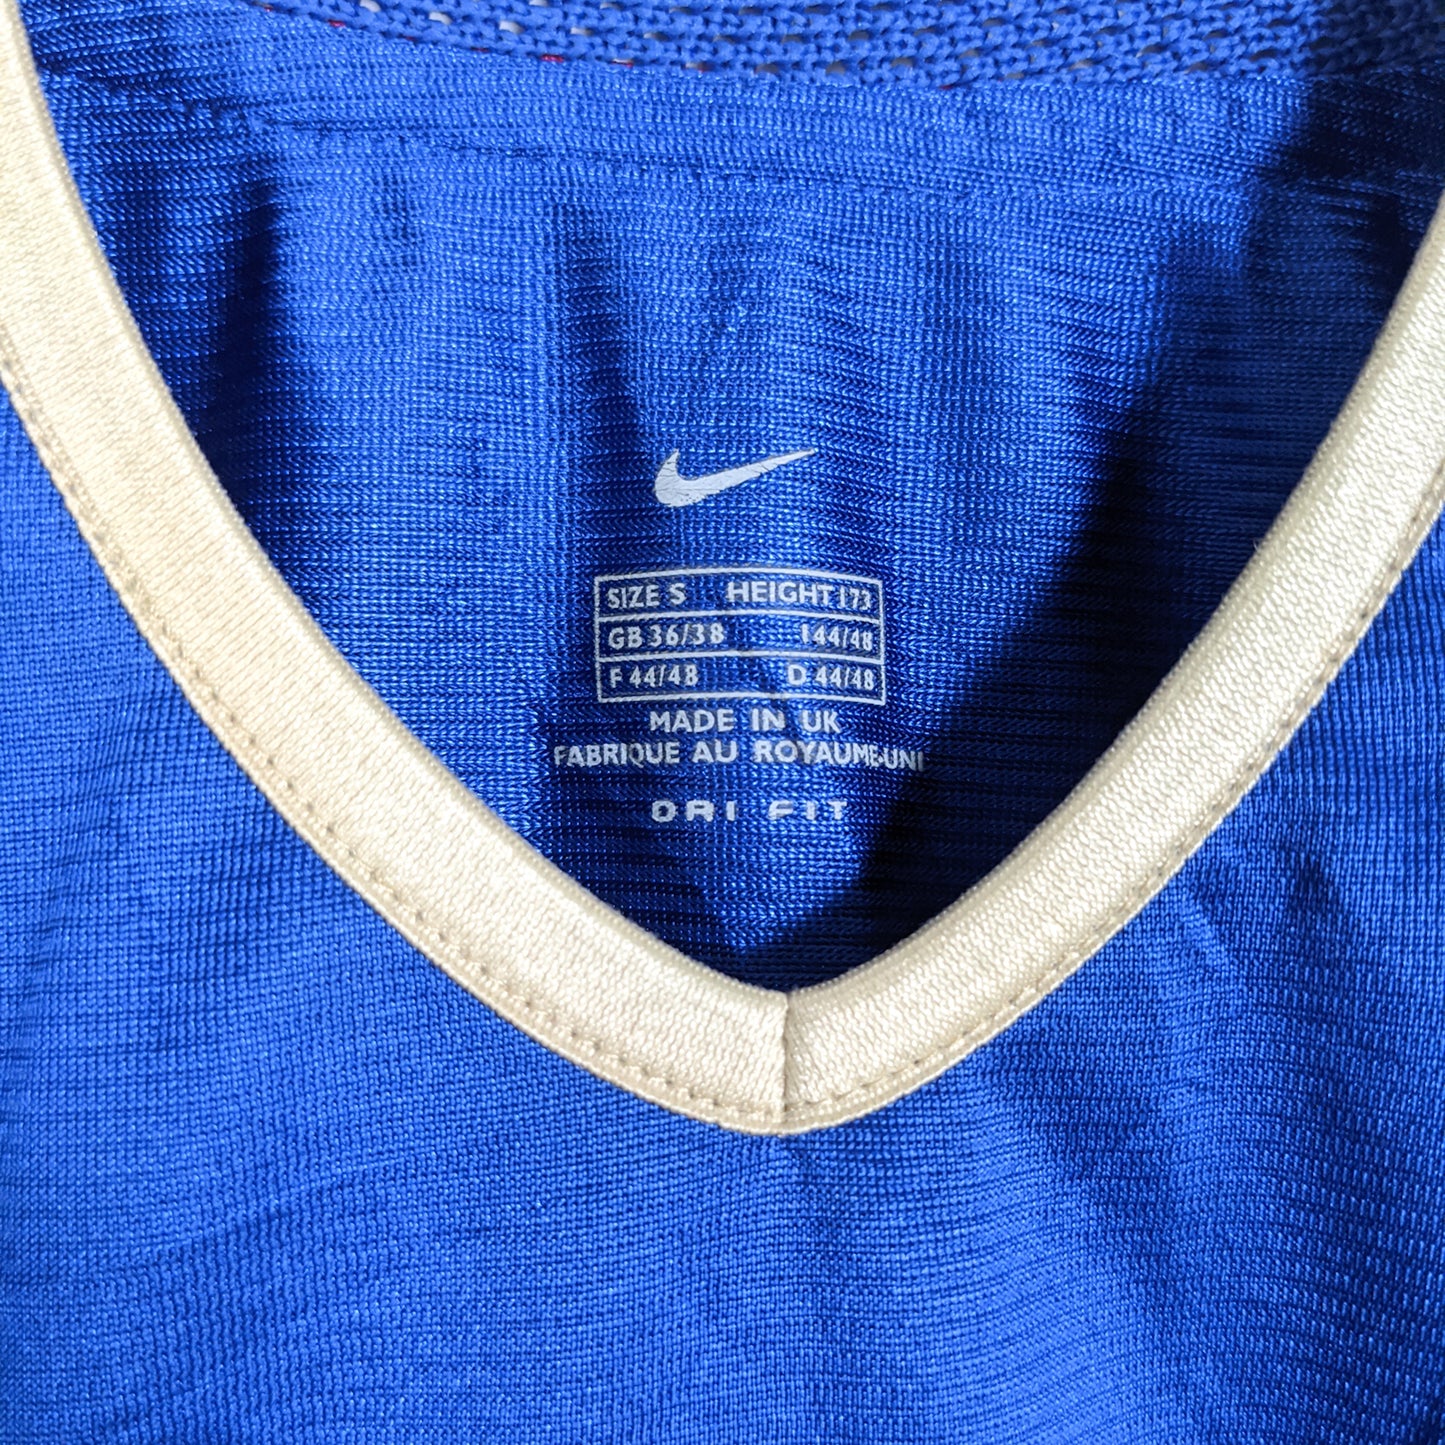 SIZE S HEIGHT 173
GB 36/38 I 44/48
F 44/48 D 44/48
MADE IN UK
FABRIQUE AU ROYAUME-UNI
DRI FIT